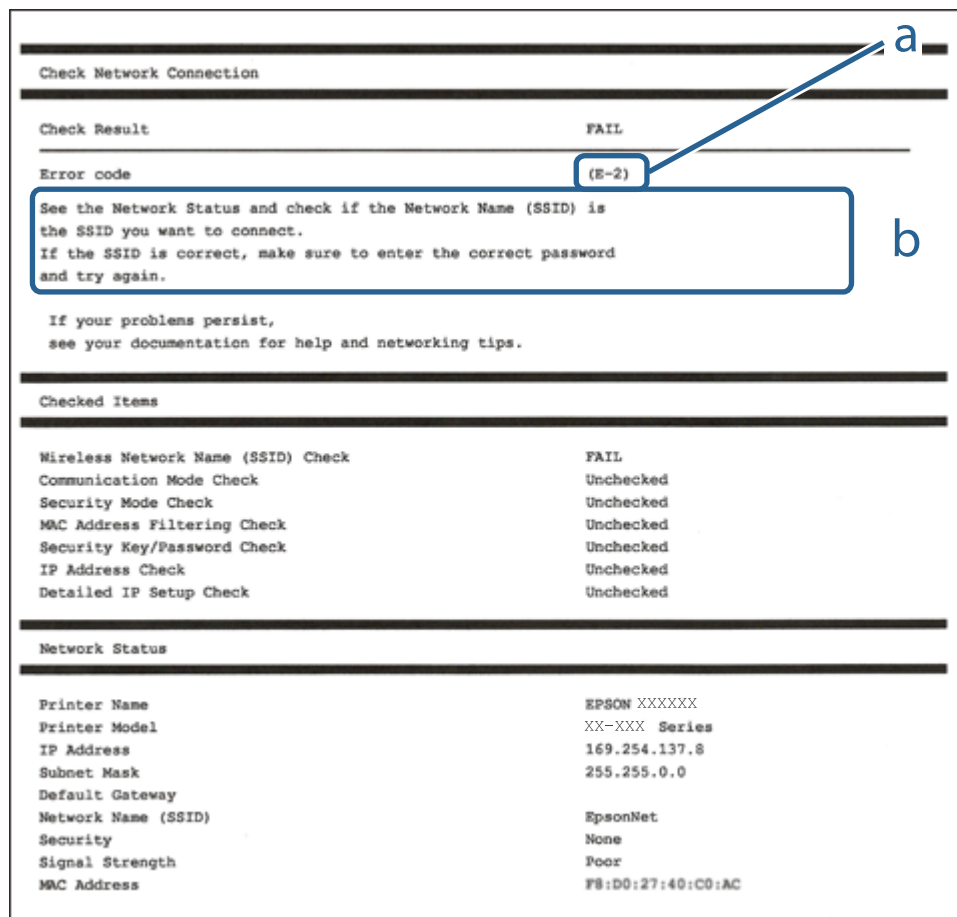 a
Check Network Connection
Check Result FAIL
Error code (E-2)
See the Network Status and check if the Network Name (SSID) is
the SSID you want to connect.
If the SSID is correct, make sure to enter the correct password
and try again.
b
If your problems persist,
see your documentation for help and networking tips.
Checked Items
Wireless Network Name (SSID) Check FAIL
Communication Mode Check Unchecked
Security Mode Check Unchecked
MAC Address Filtering Check Unchecked
Security Key/Password Check Unchecked
IP Address Check Unchecked
Detailed IP Setup Check Unchecked
Network Status
Printer Name EPSON XXXXXX
Printer Model XX-XXX Series
IP Address 169.254.137.8
Subnet Mask 255.255.0.0
Default Gateway
Network Name (SSID) EpsonNet
Security None
Signal Strength Poor
MAC Address F8:D0:27:40:C0:AC